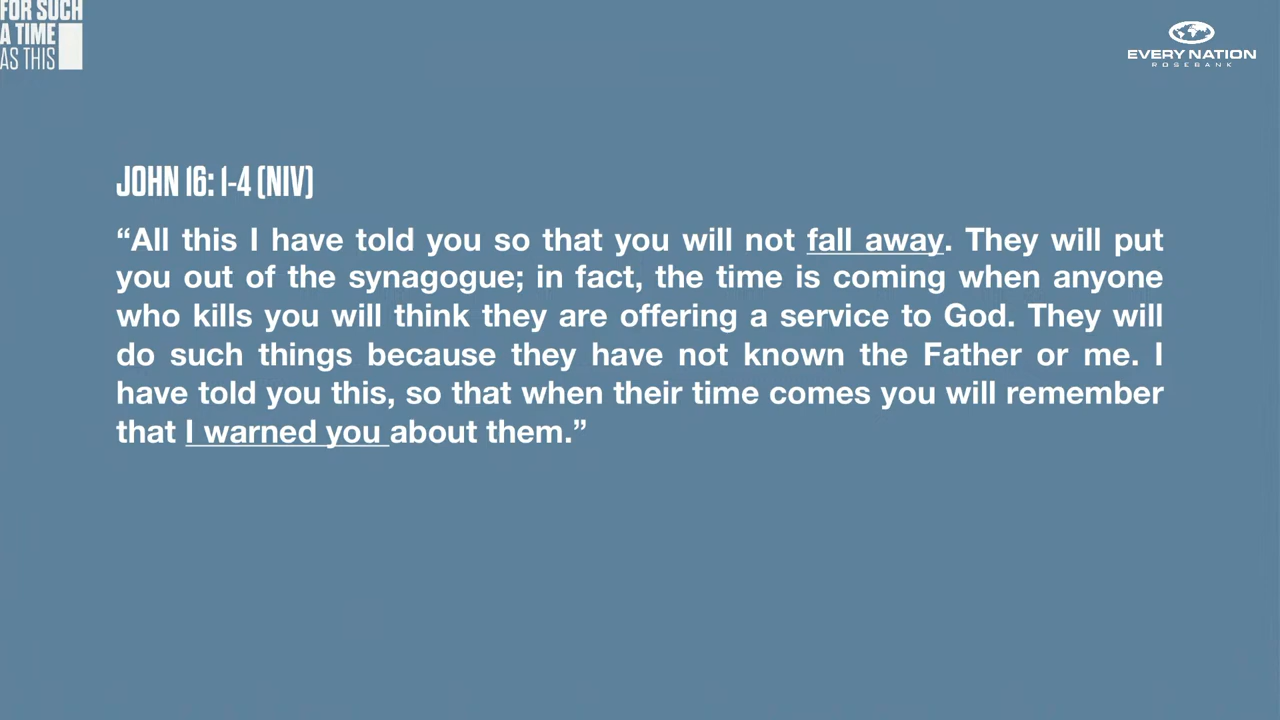 FOR SUCH
A TIME
AS THIS
EVERY NATION
ROSEBANK
JOHN 16: 1-4 (NIV)
“All this I have told you so that you will not fall away. They will put
you out of the synagogue; in fact, the time is coming when anyone
who kills you will think they are offering a service to God. They will
do such things because they have not known the Father or me. I
have told you this, so that when their time comes you will remember
that I warned you about them.”